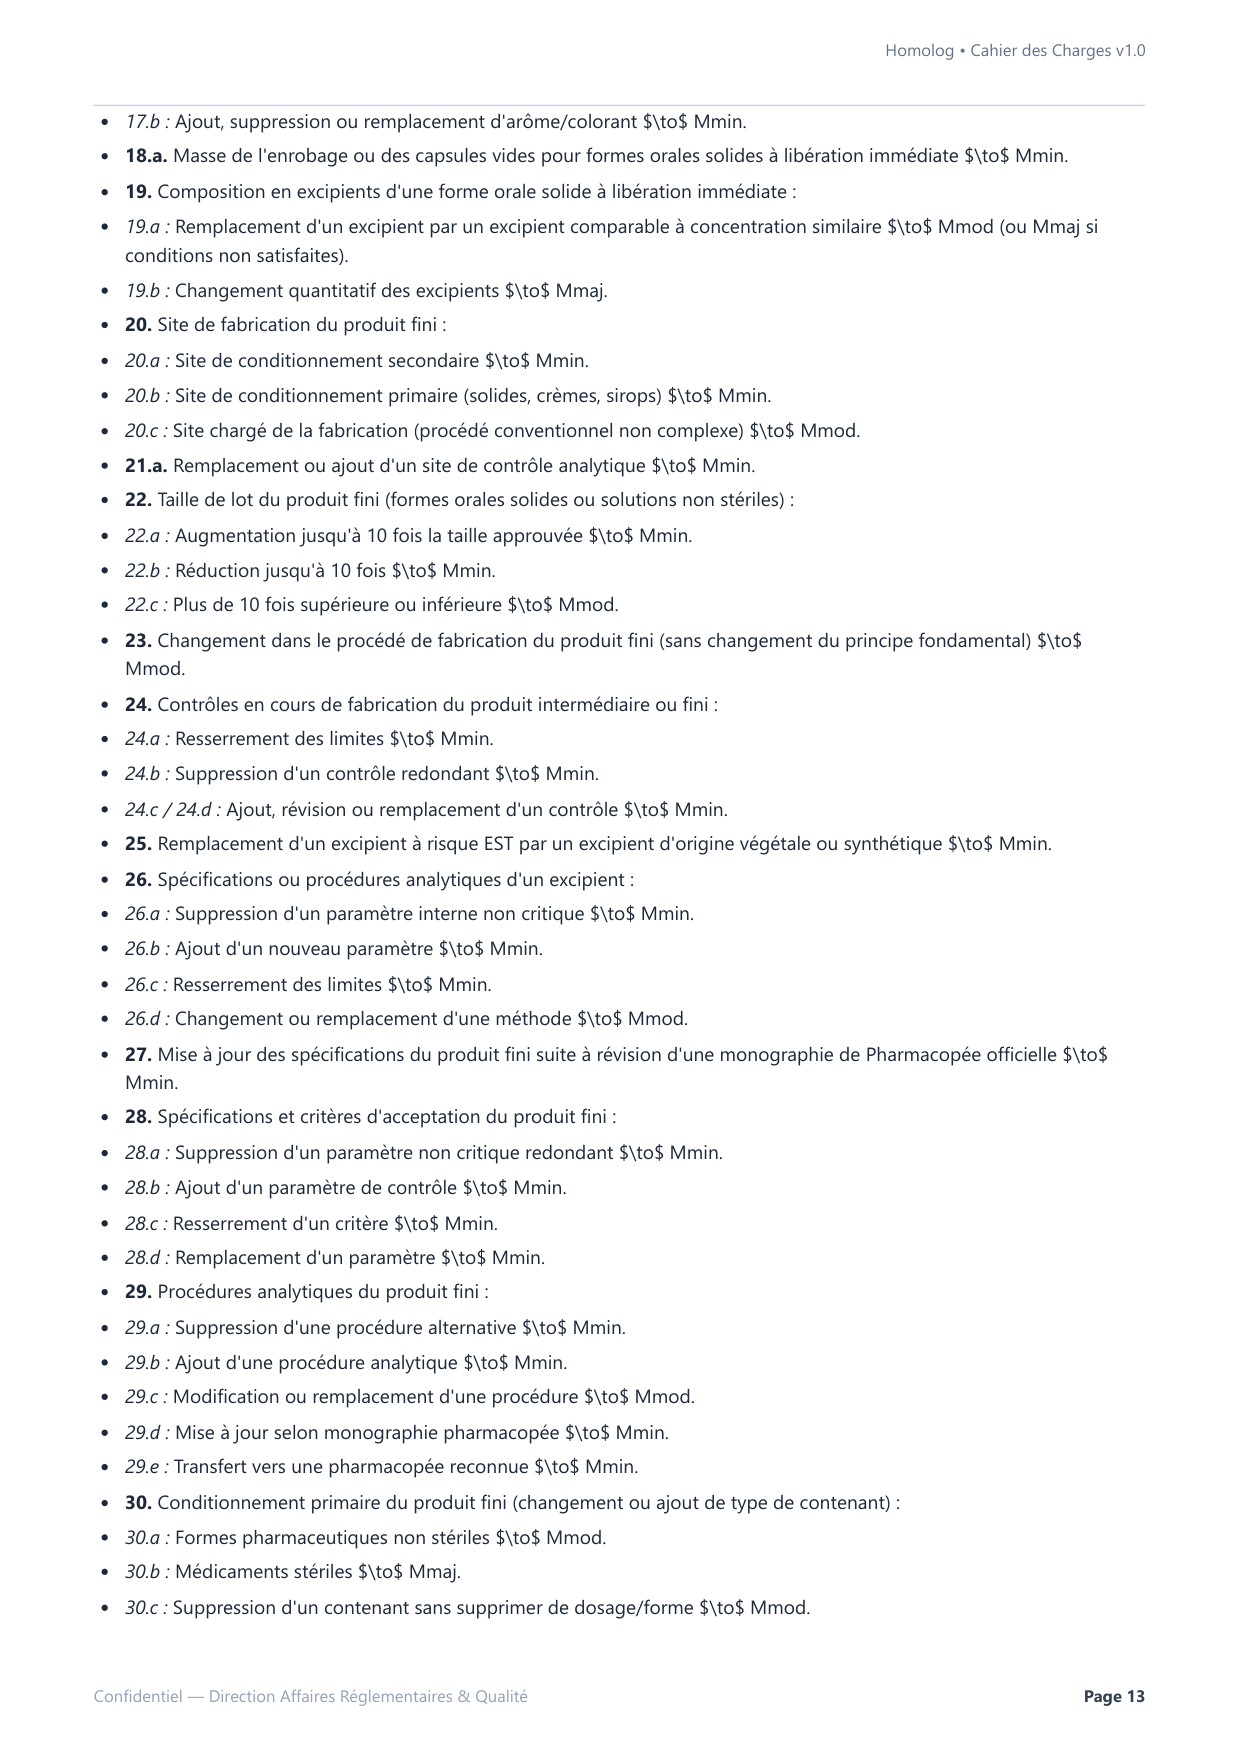 Homolog • Cahier des Charges v1.0
• 17.b : Ajout, suppression ou remplacement d'arôme/colorant $\to$ Mmin.
• 18.a. Masse de l'enrobage ou des capsules vides pour formes orales solides à libération immédiate $\to$ Mmin.
• 19. Composition en excipients d'une forme orale solide à libération immédiate :
• 19.a : Remplacement d'un excipient par un excipient comparable à concentration similaire $\to$ Mmod (ou Mmaj si
conditions non satisfaites).
• 19.b : Changement quantitatif des excipients $\to$ Mmaj.
• 20. Site de fabrication du produit fini :
• 20.a : Site de conditionnement secondaire $\to$ Mmin.
• 20.b : Site de conditionnement primaire (solides, crèmes, sirops) $\to$ Mmin.
• 20.c : Site chargé de la fabrication (procédé conventionnel non complexe) $\to$ Mmod.
• 21.a. Remplacement ou ajout d'un site de contrôle analytique $\to$ Mmin.
• 22. Taille de lot du produit fini (formes orales solides ou solutions non stériles) :
• 22.a : Augmentation jusqu'à 10 fois la taille approuvée $\to$ Mmin.
• 22.b : Réduction jusqu'à 10 fois $\to$ Mmin.
• 22.c : Plus de 10 fois supérieure ou inférieure $\to$ Mmod.
• 23. Changement dans le procédé de fabrication du produit fini (sans changement du principe fondamental) $\to$
Mmod.
• 24. Contrôles en cours de fabrication du produit intermédiaire ou fini :
• 24.a : Resserrement des limites $\to$ Mmin.
• 24.b : Suppression d'un contrôle redondant $\to$ Mmin.
• 24.c / 24.d : Ajout, révision ou remplacement d'un contrôle $\to$ Mmin.
• 25. Remplacement d'un excipient à risque EST par un excipient d'origine végétale ou synthétique $\to$ Mmin.
• 26. Spécifications ou procédures analytiques d'un excipient :
• 26.a : Suppression d'un paramètre interne non critique $\to$ Mmin.
• 26.b : Ajout d'un nouveau paramètre $\to$ Mmin.
• 26.c : Resserrement des limites $\to$ Mmin.
• 26.d : Changement ou remplacement d'une méthode $\to$ Mmod.
• 27. Mise à jour des spécifications du produit fini suite à révision d'une monographie de Pharmacopée officielle $\to$
Mmin.
• 28. Spécifications et critères d'acceptation du produit fini :
• 28.a : Suppression d'un paramètre non critique redondant $\to$ Mmin.
• 28.b : Ajout d'un paramètre de contrôle $\to$ Mmin.
• 28.c : Resserrement d'un critère $\to$ Mmin.
• 28.d : Remplacement d'un paramètre $\to$ Mmin.
• 29. Procédures analytiques du produit fini :
• 29.a : Suppression d'une procédure alternative $\to$ Mmin.
• 29.b : Ajout d'une procédure analytique $\to$ Mmin.
• 29.c : Modification ou remplacement d'une procédure $\to$ Mmod.
• 29.d : Mise à jour selon monographie pharmacopée $\to$ Mmin.
• 29.e : Transfert vers une pharmacopée reconnue $\to$ Mmin.
• 30. Conditionnement primaire du produit fini (changement ou ajout de type de contenant) :
• 30.a : Formes pharmaceutiques non stériles $\to$ Mmod.
• 30.b : Médicaments stériles $\to$ Mmaj.
• 30.c : Suppression d'un contenant sans supprimer de dosage/forme $\to$ Mmod.
Confidentiel — Direction Affaires Réglementaires & Qualité
Page 13